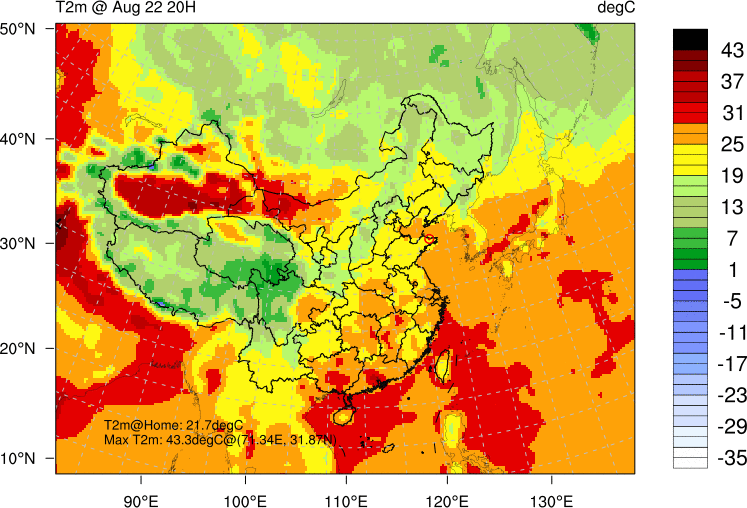 T2m @ Aug 22 20H
degC
50°N
40°N
30°N
20°N
10°N
T2m@Home: 21.7degC
Max T2m: 43.3degC@(71.34E, 31.87N)
90°E
100°E
110°E
120°E
130°E
43
37
31
25
19
13
7
1
-5
-11
-17
-23
-29
-35